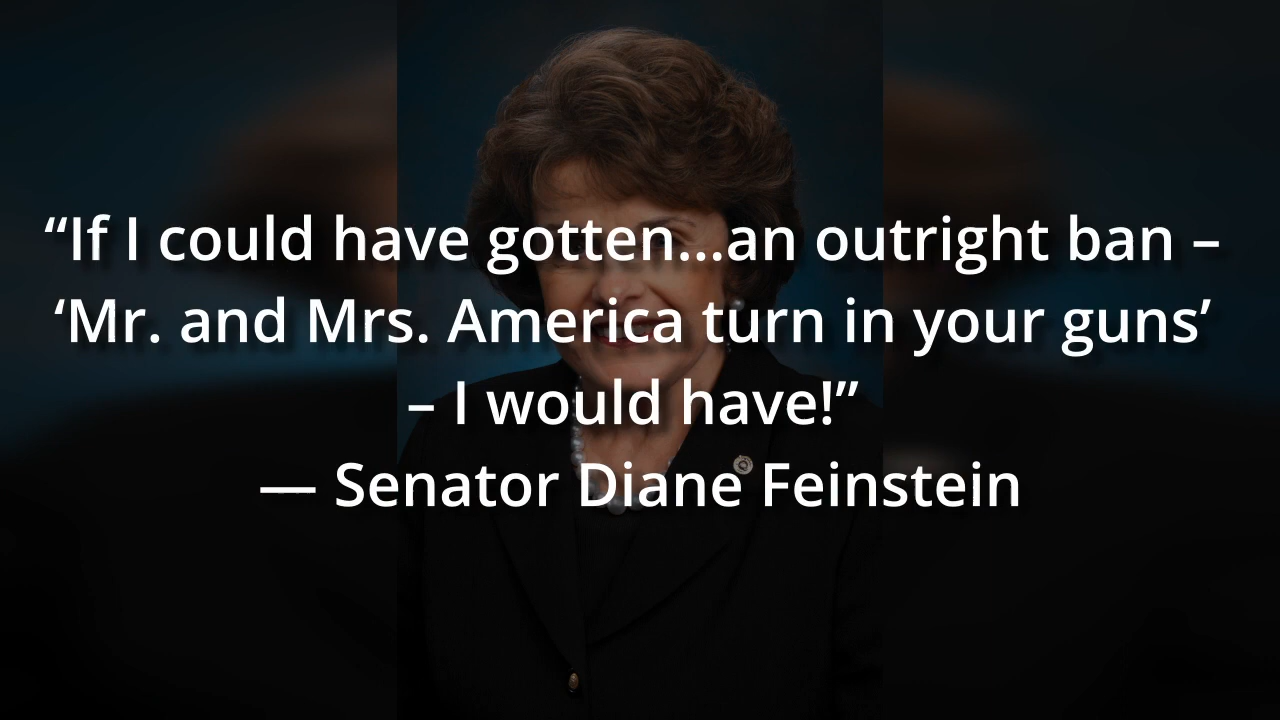 “If I could have gotten...an outright ban –
‘Mr. and Mrs. America turn in your guns’
– I would have!”
— Senator Diane Feinstein